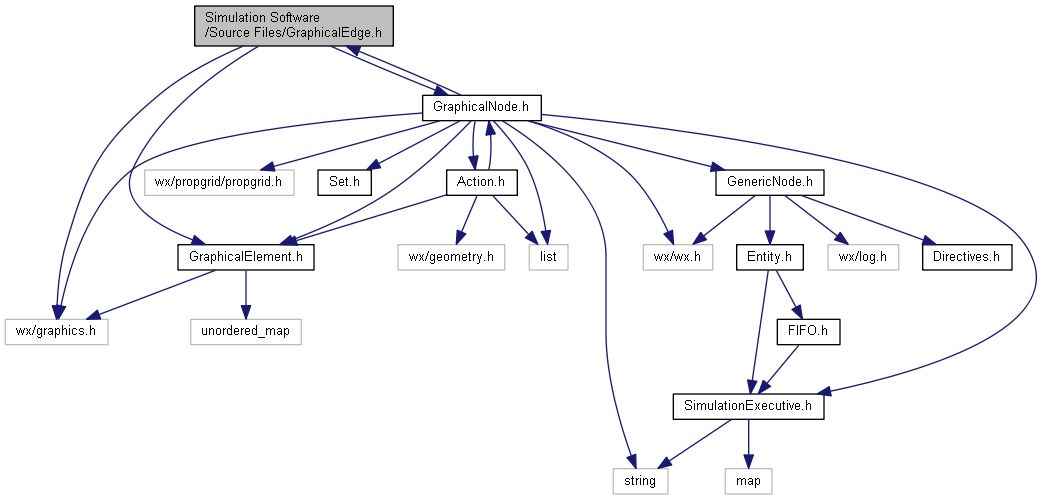 Simulation Software
/Source Files/GraphicalEdge.h
GraphicalNode.h
wx/propgrid/propgrid.h
Set.h
Action.h
GenericNode.h
GraphicalElement.h
wx/geometry.h
list
wx/wx.h
Entity.h
wx/log.h
Directives.h
wx/graphics.h
unordered_map
FIFO.h
SimulationExecutive.h
string
map